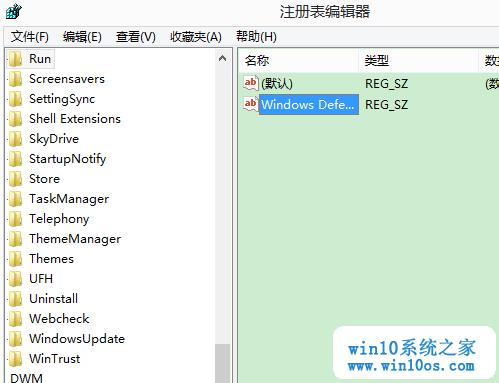 注册表编辑器
文件(F) 编辑(E) 查看(V) 收藏夹(A) 帮助(H)
Run
Screensavers
SettingSync
Shell Extensions
SkyDrive
StartupNotify
Store
TaskManager
Telephony
ThemeManager
Themes
UFH
Uninstall
Webcheck
WindowsUpdate
WinTrust
DWM
名称 类型 数据
ab (默认) REG_SZ (数
ab Windows Defe... REG_SZ
win10系统之家
www.win10os.com